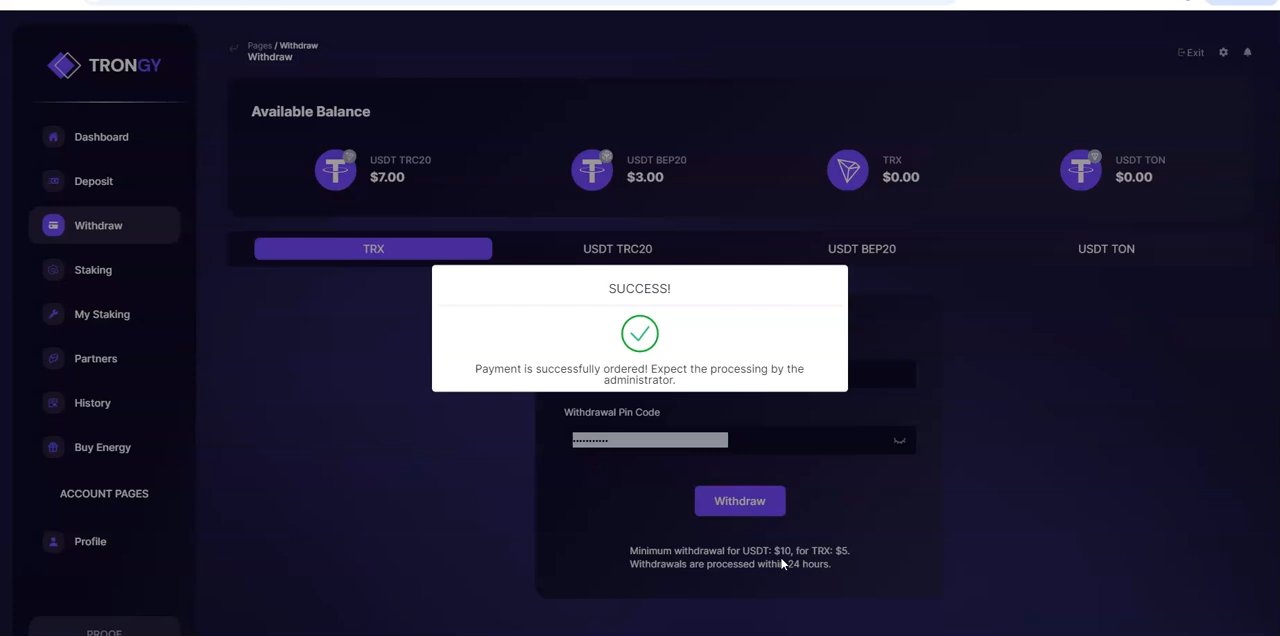 Pages / Withdraw
Withdraw
Exit
TRONGY
Available Balance
USDT TRC20
$7.00
USDT BEP20
$3.00
TRX
$0.00
USDT TON
$0.00
Dashboard
Deposit
Withdraw
Staking
My Staking
Partners
History
Buy Energy
ACCOUNT PAGES
Profile
PROOF
TRX
USDT TRC20
USDT BEP20
USDT TON
SUCCESS!
Payment is successfully ordered! Expect the processing by the
administrator.
Withdrawal Pin Code
Withdraw
Minimum withdrawal for USDT: $10, for TRX: $5.
Withdrawals are processed within 24 hours.